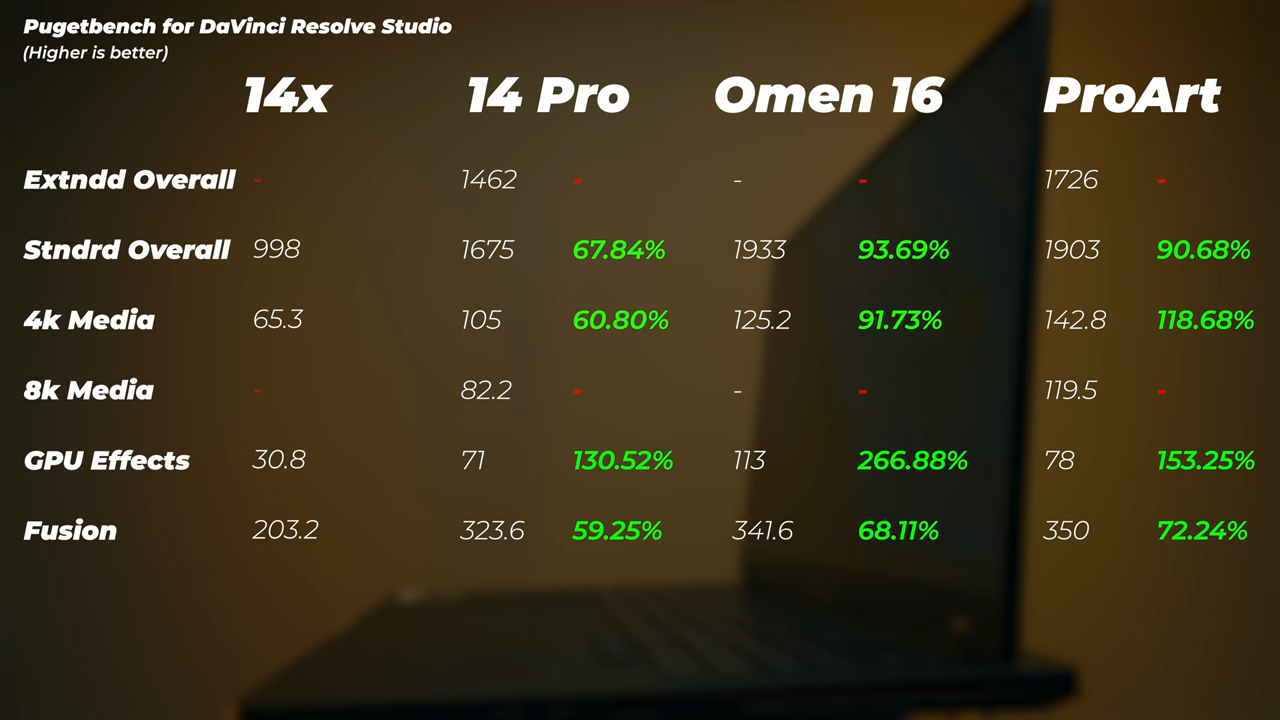 Pugetbench for DaVinci Resolve Studio
(Higher is better)
14x 14 Pro Omen 16 ProArt
Extndd Overall - 1462 - - - 1726 -
Stndrd Overall 998 1675 67.84% 1933 93.69% 1903 90.68%
4k Media 65.3 105 60.80% 125.2 91.73% 142.8 118.68%
8k Media - 82.2 - - - 119.5 -
GPU Effects 30.8 71 130.52% 113 266.88% 78 153.25%
Fusion 203.2 323.6 59.25% 341.6 68.11% 350 72.24%